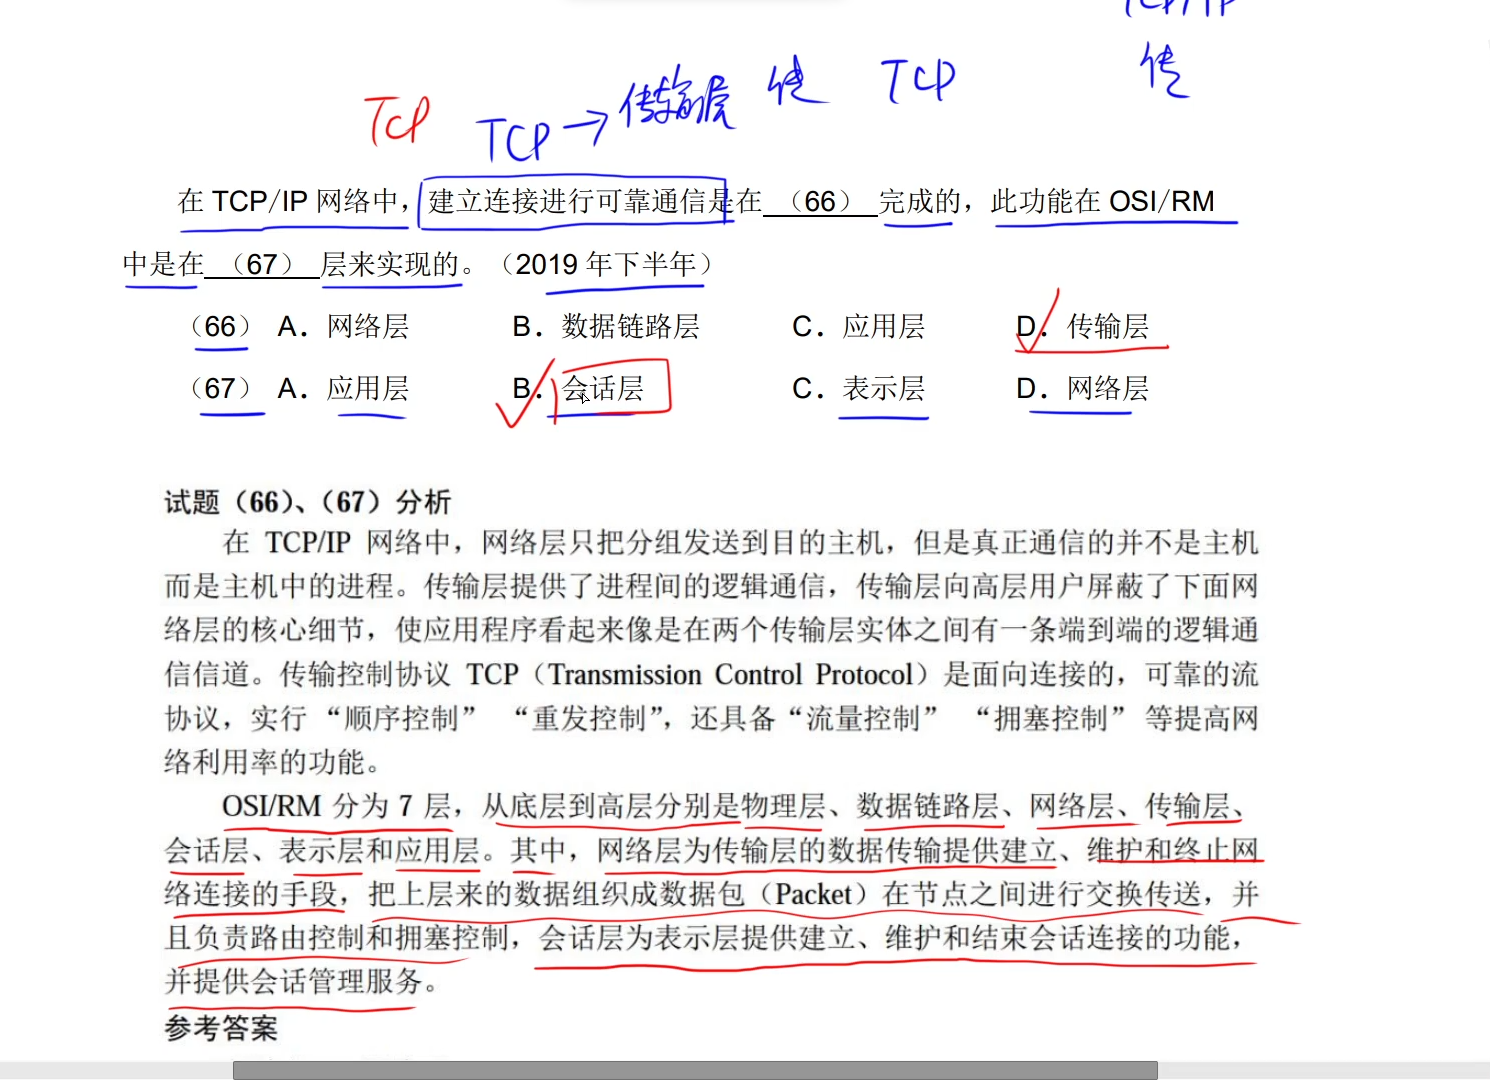 TCP/IP
TCP
TCP → 传输层
传
TCP
传
在 TCP/IP 网络中，建立连接进行可靠通信是在 （66） 完成的，此功能在 OSI/RM
中是在 （67） 层来实现的。（2019 年下半年）
（66） A．网络层 B．数据链路层 C．应用层 D．传输层
（67） A．应用层 B．会话层 C．表示层 D．网络层
试题（66）、（67）分析
在 TCP/IP 网络中，网络层只把分组发送到目的主机，但是真正通信的并不是主机
而是主机中的进程。传输层提供了进程间的逻辑通信，传输层向高层用户屏蔽了下面网
络层的核心细节，使应用程序看起来像是在两个传输层实体之间有一条端到端的逻辑通
信信道。传输控制协议 TCP（Transmission Control Protocol）是面向连接的，可靠的流
协议，实行“顺序控制”“重发控制”，还具备“流量控制”“拥塞控制”等提高网
络利用率的功能。
OSI/RM 分为 7 层，从底层到高层分别是物理层、数据链路层、网络层、传输层、
会话层、表示层和应用层。其中，网络层为传输层的数据传输提供建立、维护和终止网
络连接的手段，把上层来的数据组织成数据包（Packet）在节点之间进行交换传送，并
且负责路由控制和拥塞控制，会话层为表示层提供建立、维护和结束会话连接的功能，
并提供会话管理服务。
参考答案